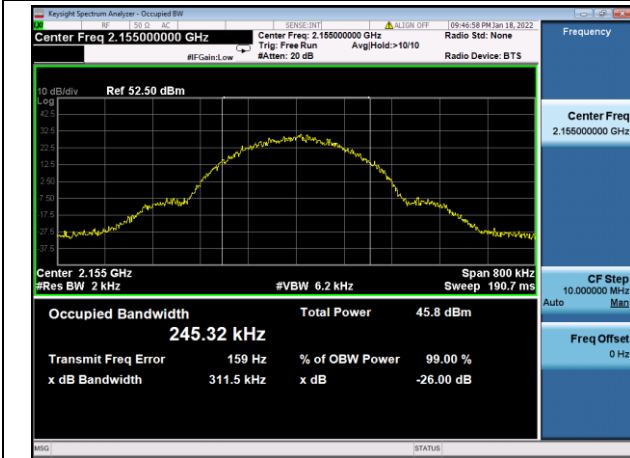 Keysight Spectrum Analyzer - Occupied BW
RF 50 Ω AC SENSE:INT ALIGN OFF 09:46:58 PM Jan 18, 2022
Center Freq 2.155000000 GHz Center Freq: 2.155000000 GHz Radio Std: None Frequency
Trig: Free Run Avg|Hold:>10/10
#IFGain:Low #Atten: 20 dB Radio Device: BTS
10 dB/div Ref 52.50 dBm
Log
42.5
32.5
22.5
12.5
2.50
-7.50
-17.5
-27.5
-37.5
Center Freq
2.155000000 GHz
Center 2.155 GHz Span 800 kHz
#Res BW 2 kHz #VBW 6.2 kHz Sweep 190.7 ms
CF Step
10.000000 MHz
Auto Man
Occupied Bandwidth Total Power 45.8 dBm
245.32 kHz
Transmit Freq Error 159 Hz % of OBW Power 99.00 %
x dB Bandwidth 311.5 kHz x dB -26.00 dB
Freq Offset
0 Hz
MSG STATUS